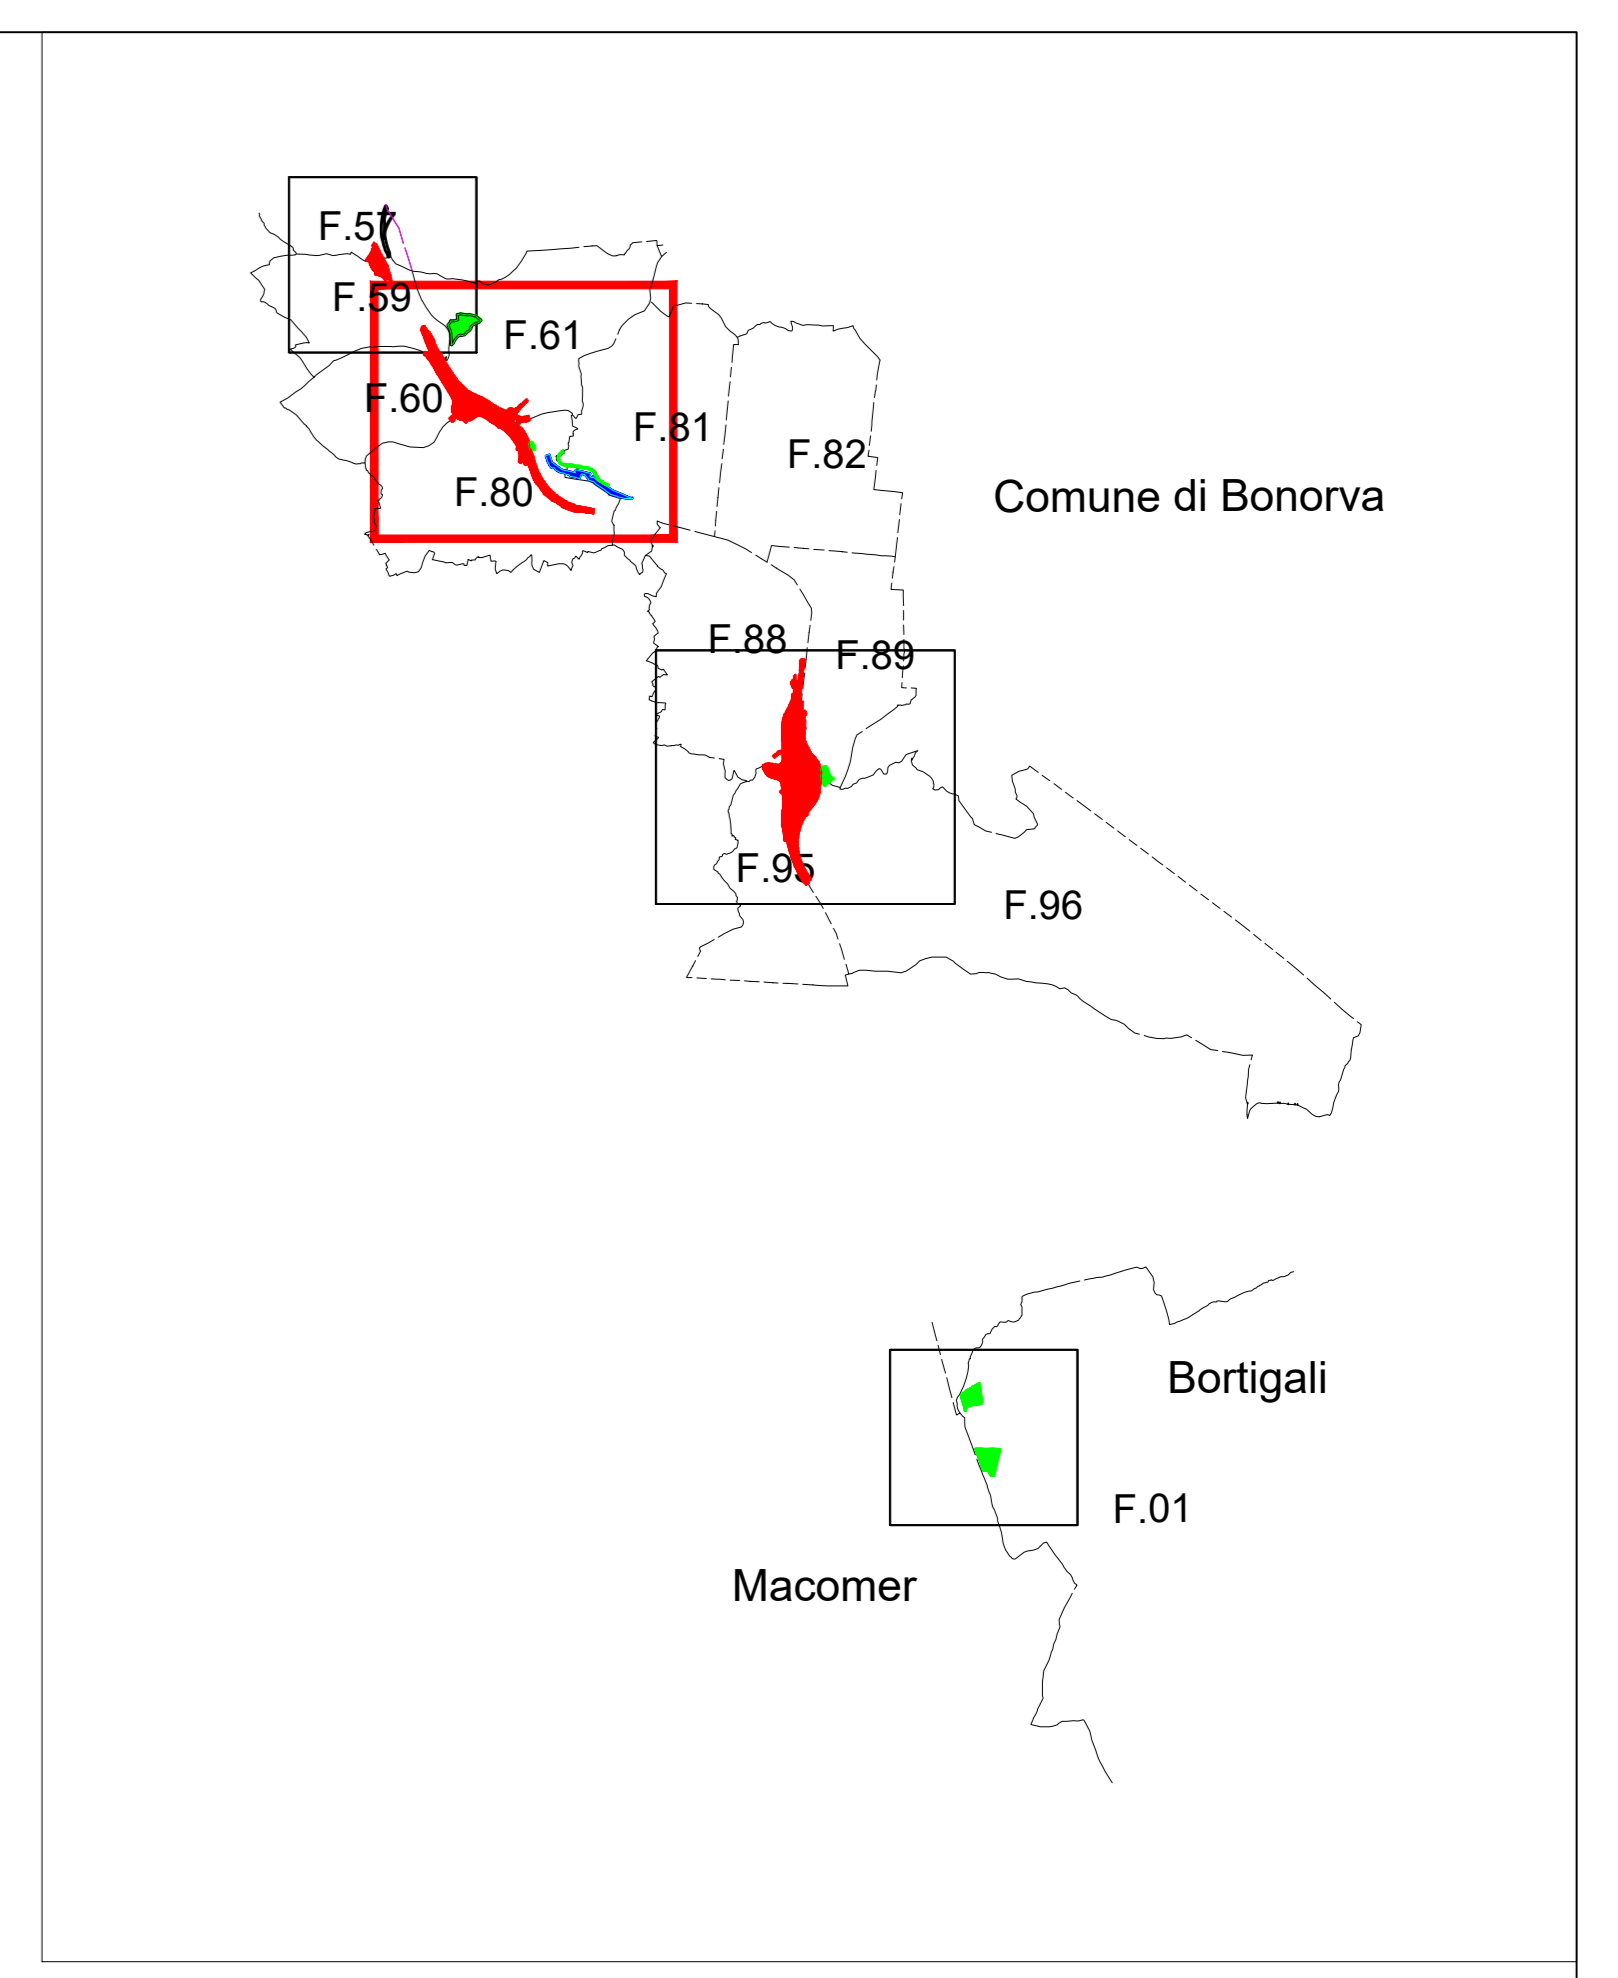 F.57
F.59
F.61
F.60
F.81
F.82
F.80
Comune di Bonorva
F.88
F.89
F.95
F.96
Bortigali
F.01
Macomer